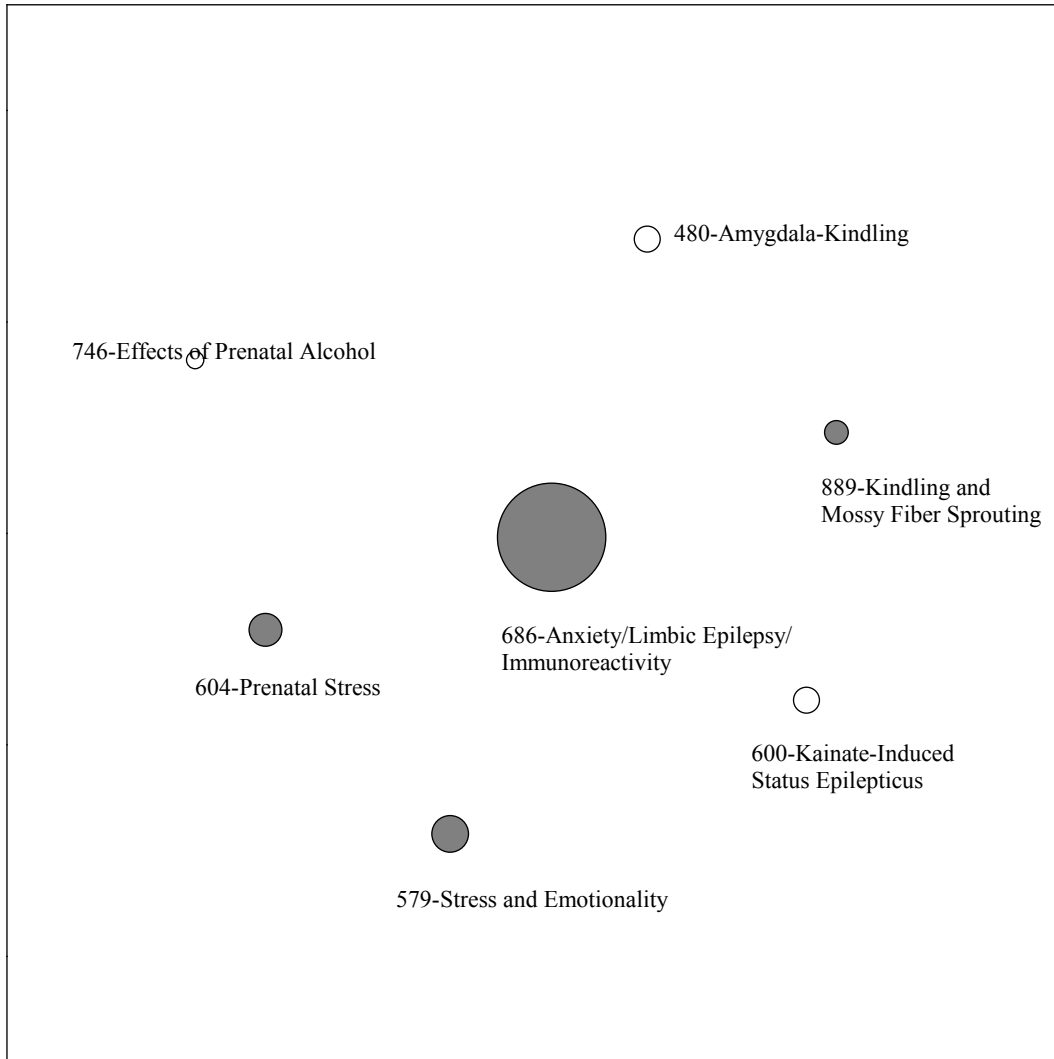 480-Amygdala-Kindling
746-Effects of Prenatal Alcohol
889-Kindling and
Mossy Fiber Sprouting
686-Anxiety/Limbic Epilepsy/
Immunoreactivity
604-Prenatal Stress
600-Kainate-Induced
Status Epilepticus
579-Stress and Emotionality